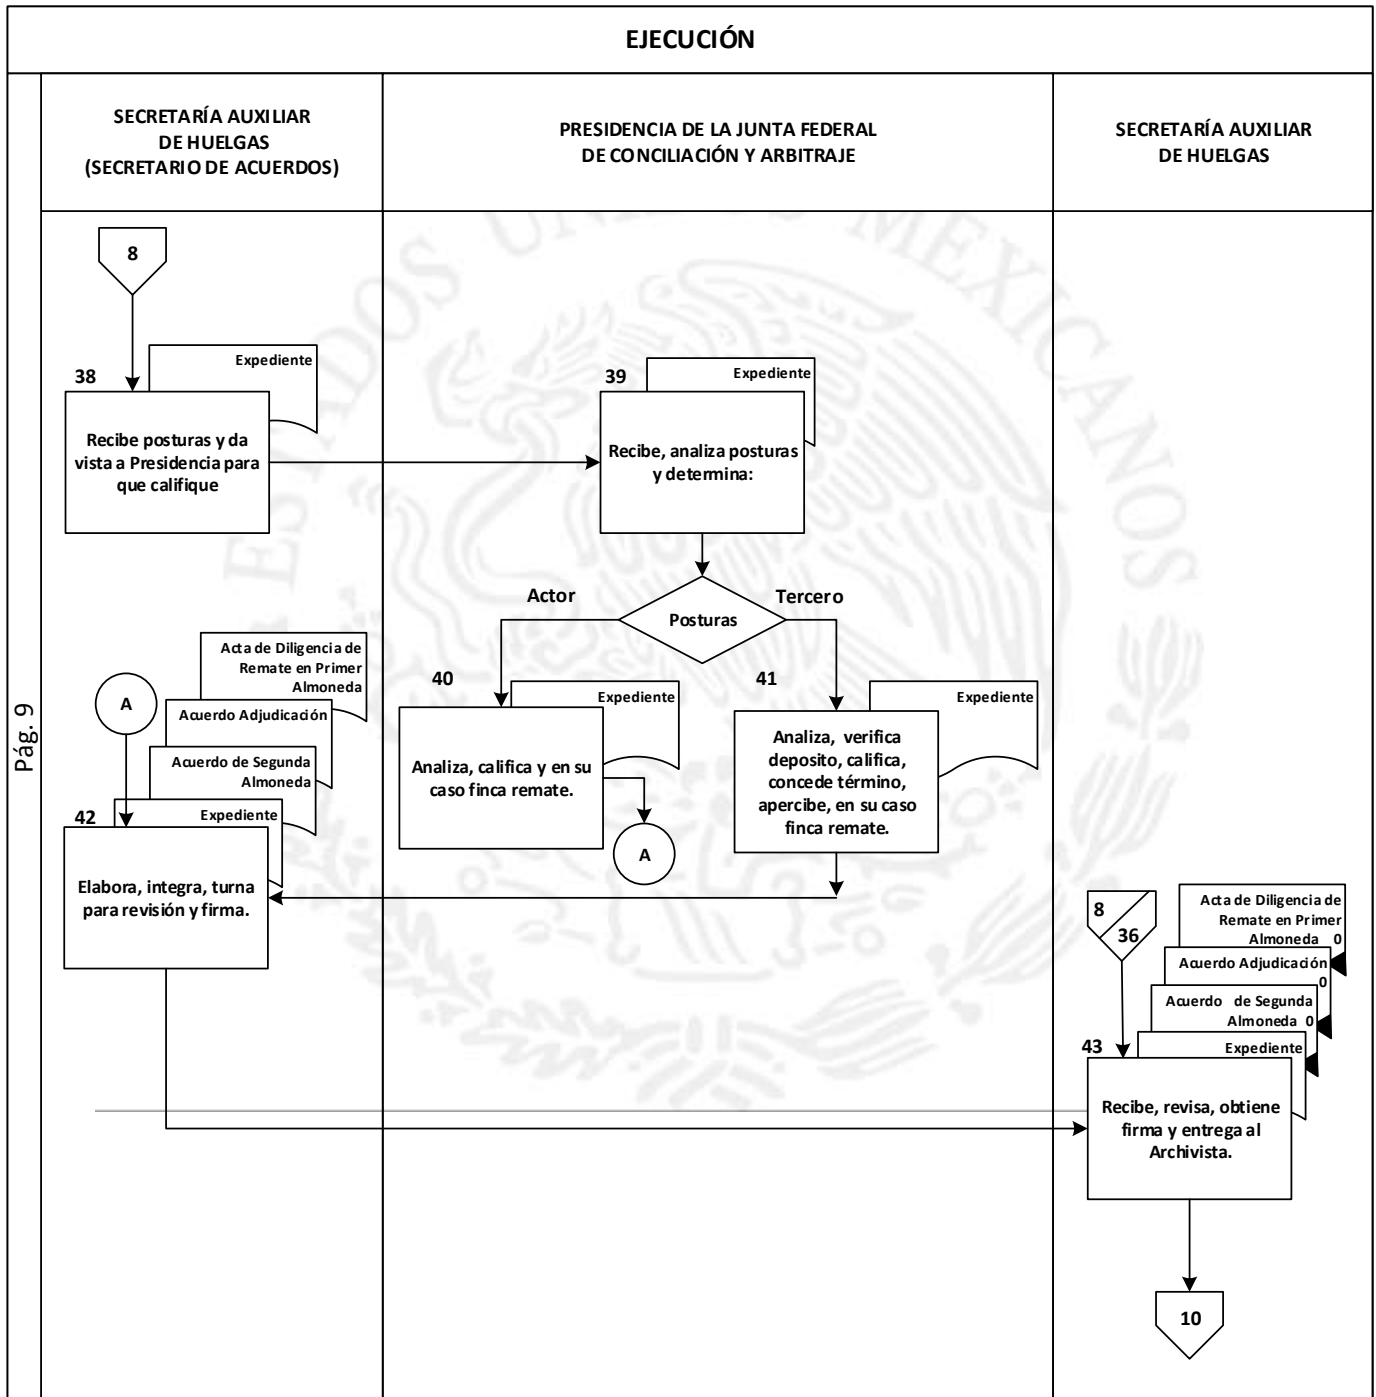 EJECUCIÓN
Pág. 9
SECRETARÍA AUXILIAR
DE HUELGAS
(SECRETARIO DE ACUERDOS)
PRESIDENCIA DE LA JUNTA FEDERAL
DE CONCILIACIÓN Y ARBITRAJE
SECRETARÍA AUXILIAR
DE HUELGAS
ESTADOS UNIDOS MEXICANOS
8
38
Expediente
Recibe posturas y da
vista a Presidencia para
que califique
39
Expediente
Recibe, analiza posturas
y determina:
Actor
Posturas
Tercero
40
Expediente
Analiza, califica y en su
caso finca remate.
A
41
Expediente
Analiza, verifica
deposito, califica,
concede término,
apercibe, en su caso
finca remate.
A
Acta de Diligencia de
Remate en Primer
Almoneda
Acuerdo Adjudicación
Acuerdo de Segunda
Almoneda
Expediente
42
Elabora, integra, turna
para revisión y firma.
8
36
Acta de Diligencia de
Remate en Primer
Almoneda 0
Acuerdo Adjudicación
0
Acuerdo de Segunda
Almoneda 0
Expediente
43
Recibe, revisa, obtiene
firma y entrega al
Archivista.
10